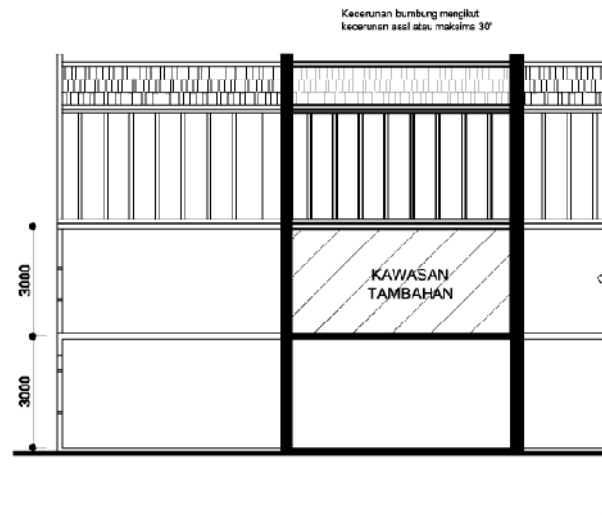 Kecerunan bumbung mengikut
kecerunan asal atau maksima 30°
3000
KAWASAN
TAMBAHAN
3000